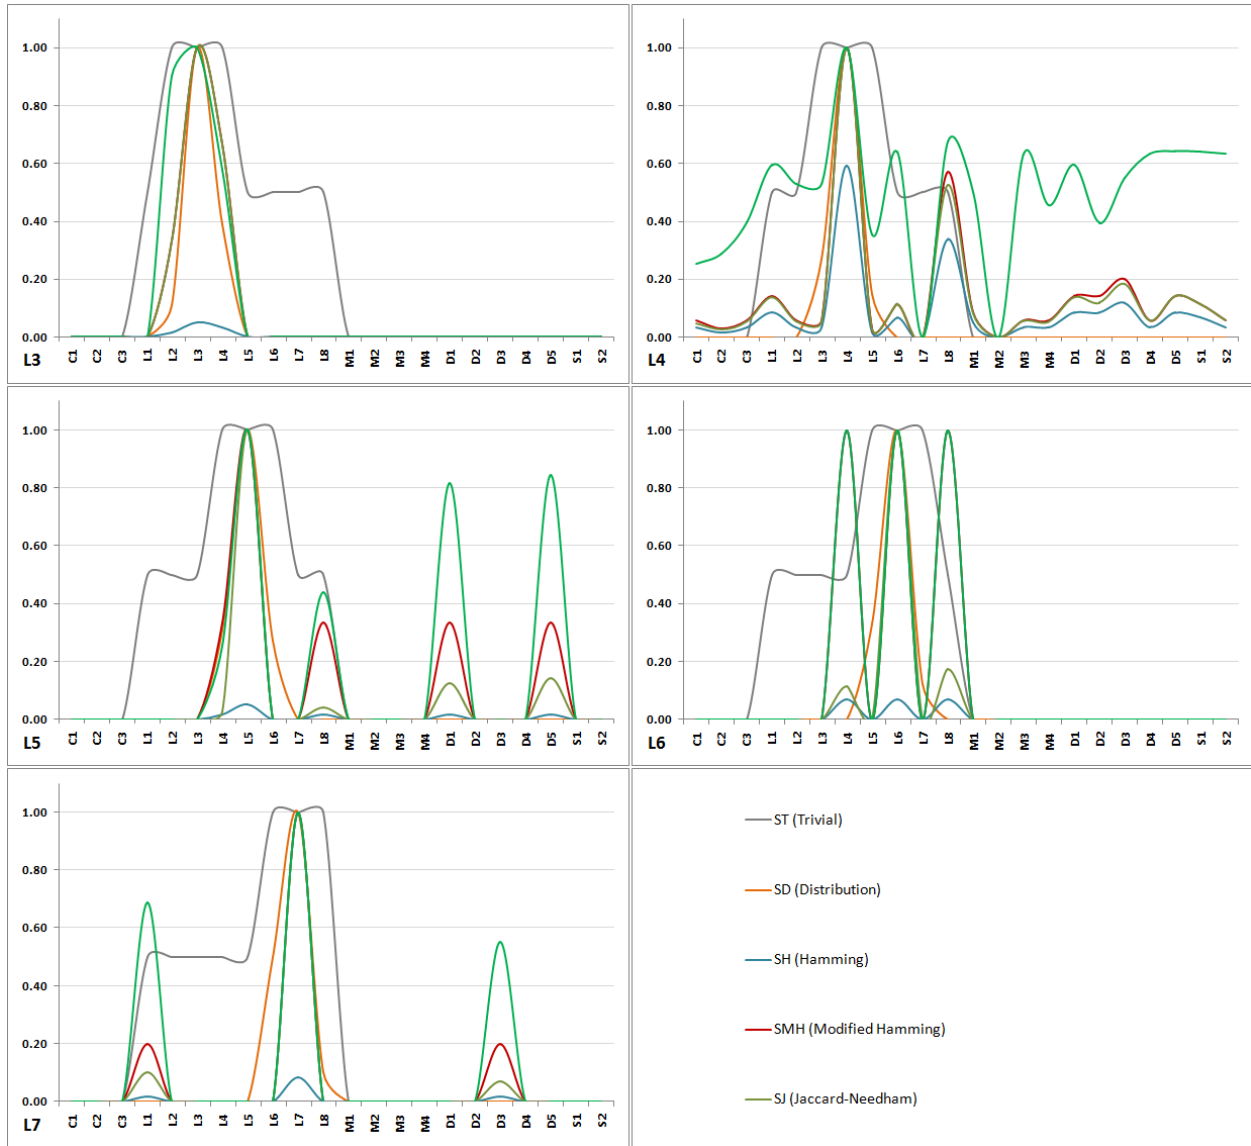 1.00
0.80
0.60
0.40
0.20
0.00
C1 C2 C3 L1 L2 L3 L4 L5 L6 L7 L8 M1 M2 M3 M4 D1 D2 D3 D4 D5 S1 S2
L3
1.00
0.80
0.60
0.40
0.20
0.00
C1 C2 C3 L1 L2 L3 L4 L5 L6 L7 L8 M1 M2 M3 M4 D1 D2 D3 D4 D5 S1 S2
L4
1.00
0.80
0.60
0.40
0.20
0.00
C1 C2 C3 L1 L2 L3 L4 L5 L6 L7 L8 M1 M2 M3 M4 D1 D2 D3 D4 D5 S1 S2
L5
1.00
0.80
0.60
0.40
0.20
0.00
C1 C2 C3 L1 L2 L3 L4 L5 L6 L7 L8 M1 M2 M3 M4 D1 D2 D3 D4 D5 S1 S2
L6
1.00
0.80
0.60
0.40
0.20
0.00
C1 C2 C3 L1 L2 L3 L4 L5 L6 L7 L8 M1 M2 M3 M4 D1 D2 D3 D4 D5 S1 S2
L7
ST (Trivial)
SD (Distribution)
SH (Hamming)
SMH (Modified Hamming)
SJ (Jaccard-Needham)